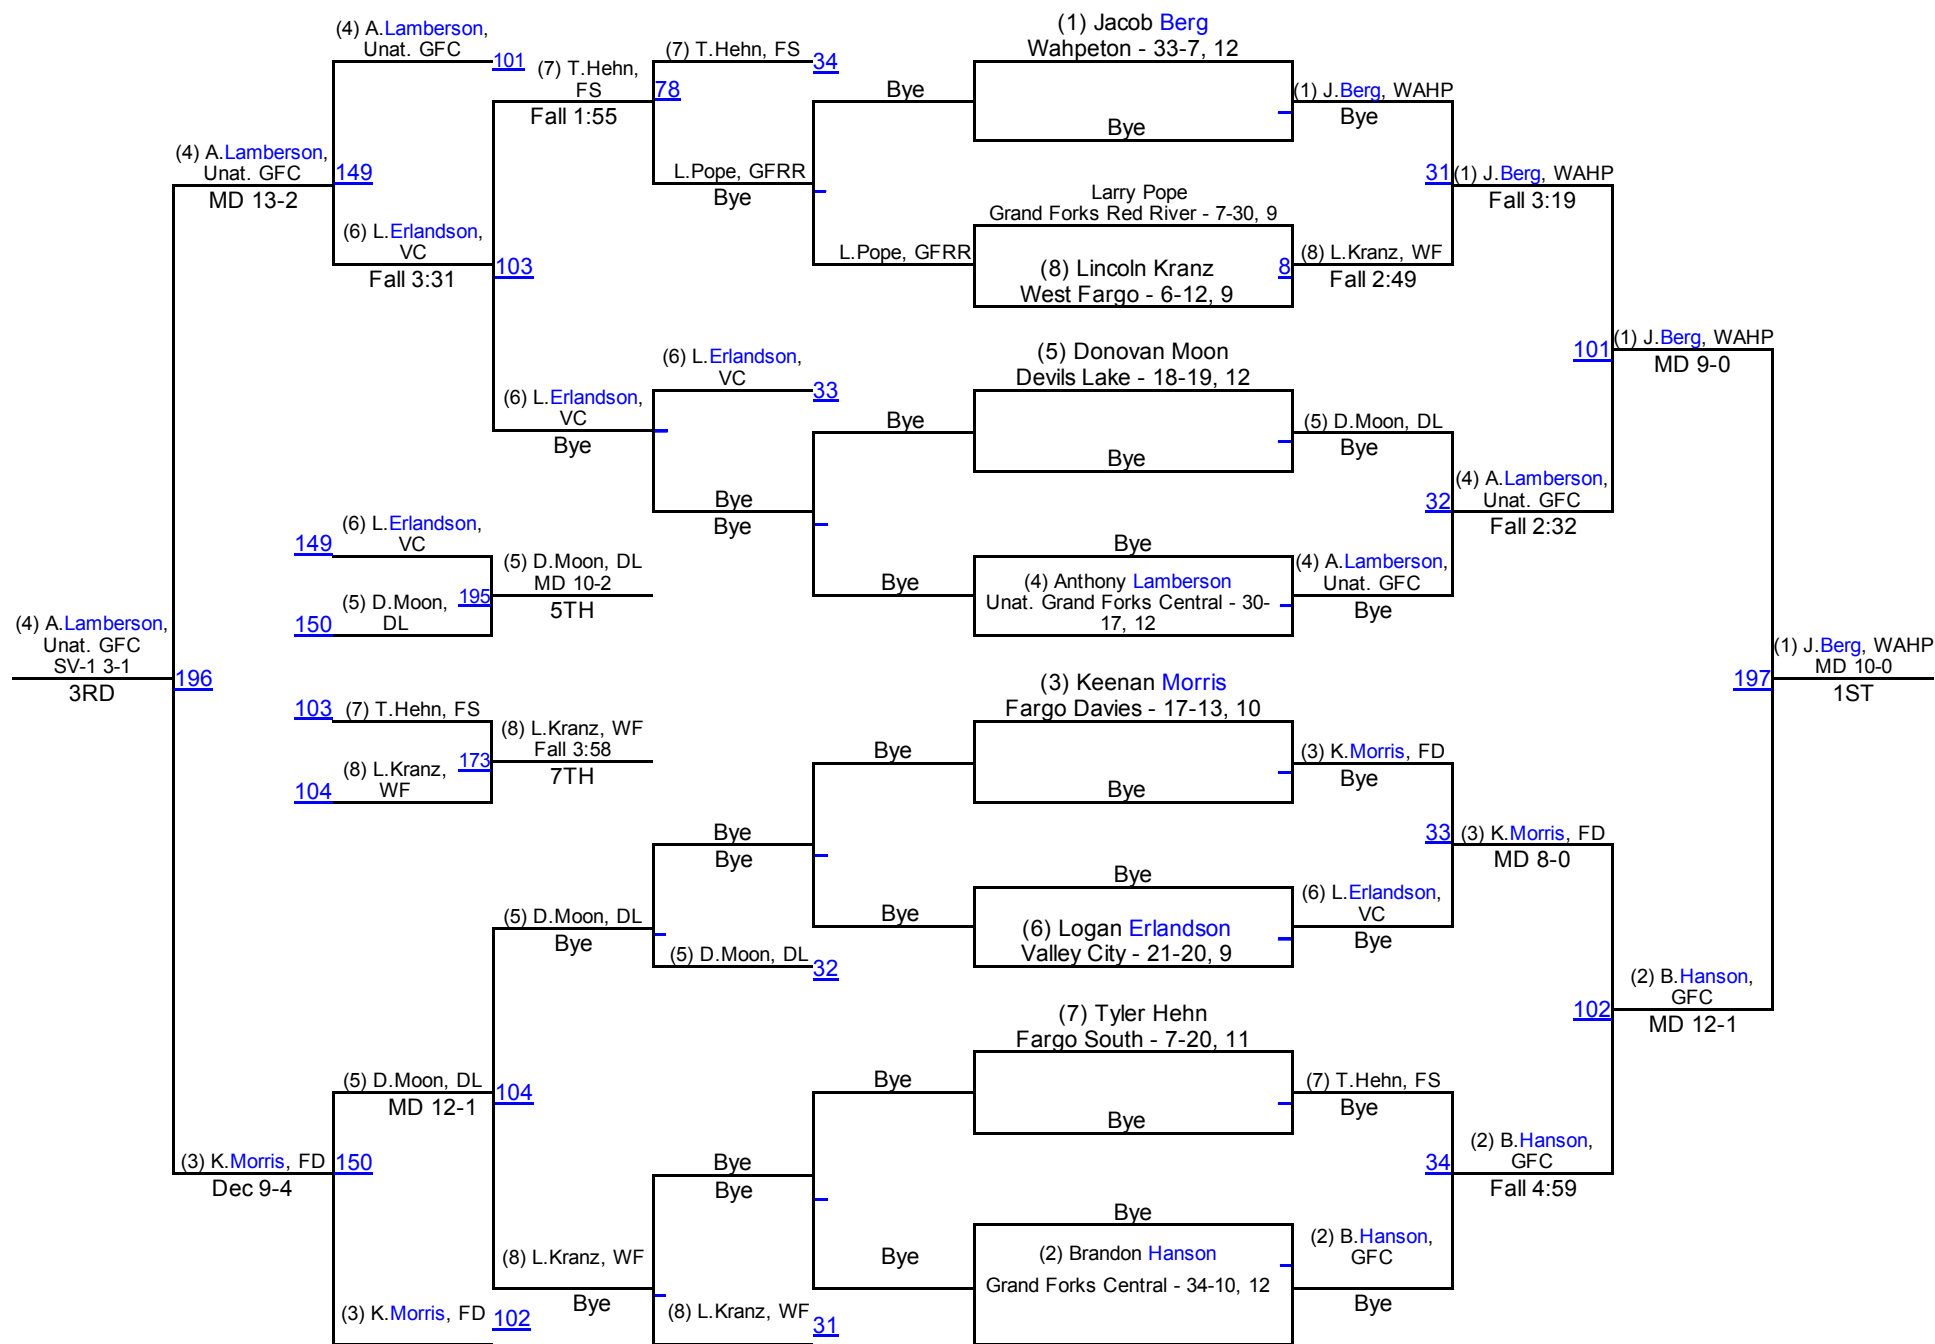 (4) A.Lamberson,
Unat. GFC
101
(7) T.Hehn,
FS
Fall 1:55
(7) T.Hehn, FS
34
78
(1) Jacob Berg
Wahpeton - 33-7, 12
Bye
Bye
(1) J.Berg, WAHP
Bye
(4) A.Lamberson,
Unat. GFC
MD 13-2
149
L.Pope, GFRR
Bye
31
(1) J.Berg, WAHP
Fall 3:19
Larry Pope
Grand Forks Red River - 7-30, 9
(6) L.Erlandson,
VC
Fall 3:31
103
L.Pope, GFRR
(8) Lincoln Kranz
West Fargo - 6-12, 9
8
(8) L.Kranz, WF
Fall 2:49
(6) L.Erlandson,
VC
33
(5) Donovan Moon
Devils Lake - 18-19, 12
101
(1) J.Berg, WAHP
MD 9-0
(6) L.Erlandson,
VC
Bye
Bye
Bye
(5) D.Moon, DL
Bye
Bye
Bye
32
(4) A.Lamberson,
Unat. GFC
Fall 2:32
149
(6) L.Erlandson,
VC
150
(5) D.Moon,
DL
195
(5) D.Moon, DL
MD 10-2
5TH
Bye
Bye
(4) Anthony Lamberson
Unat. Grand Forks Central - 30-
17, 12
(4) A.Lamberson,
Unat. GFC
Bye
(4) A.Lamberson,
Unat. GFC
SV-1 3-1
3RD
196
197
(1) J.Berg, WAHP
MD 10-0
1ST
103
(7) T.Hehn, FS
104
(8) L.Kranz,
WF
173
(8) L.Kranz, WF
Fall 3:58
7TH
(3) Keenan Morris
Fargo Davies - 17-13, 10
Bye
Bye
(3) K.Morris, FD
Bye
Bye
Bye
33
(3) K.Morris, FD
MD 8-0
(5) D.Moon, DL
Bye
(5) D.Moon, DL
32
Bye
Bye
(6) Logan Erlandson
Valley City - 21-20, 9
(6) L.Erlandson,
VC
Bye
102
(2) B.Hanson,
GFC
MD 12-1
(7) Tyler Hehn
Fargo South - 7-20, 11
(5) D.Moon, DL
MD 12-1
104
Bye
Bye
(7) T.Hehn, FS
Bye
(3) K.Morris, FD
Dec 9-4
150
Bye
Bye
34
(2) B.Hanson,
GFC
Fall 4:59
(8) L.Kranz, WF
Bye
Bye
Bye
(2) Brandon Hanson
Grand Forks Central - 34-10, 12
(2) B.Hanson,
GFC
Bye
(3) K.Morris, FD
102
(8) L.Kranz, WF
31